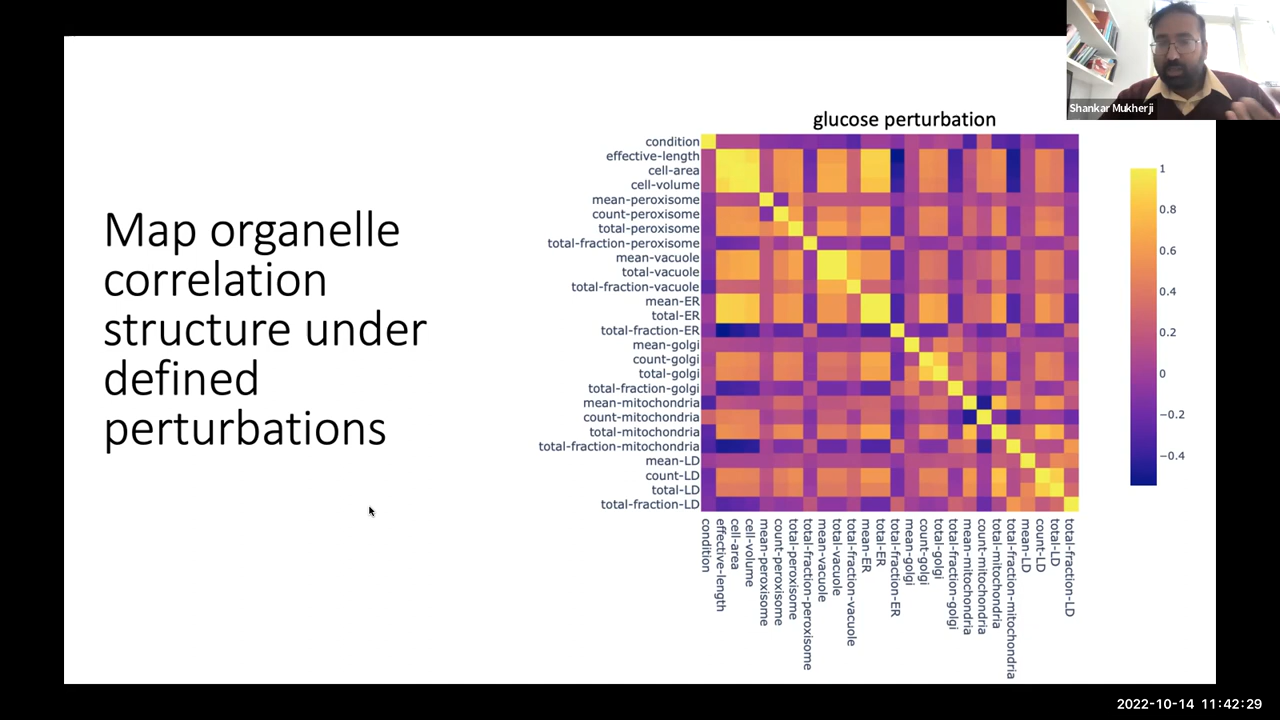 Shankar Mukherji
Map organelle
correlation
structure under
defined
perturbations
glucose perturbation
condition
effective-length
cell-area
cell-volume
mean-peroxisome
count-peroxisome
total-peroxisome
total-fraction-peroxisome
mean-vacuole
total-vacuole
total-fraction-vacuole
mean-ER
total-ER
total-fraction-ER
mean-golgi
count-golgi
total-golgi
total-fraction-golgi
mean-mitochondria
count-mitochondria
total-mitochondria
total-fraction-mitochondria
mean-LD
count-LD
total-LD
total-fraction-LD
condition
effective-length
cell-area
cell-volume
mean-peroxisome
count-peroxisome
total-peroxisome
total-fraction-peroxisome
mean-vacuole
total-vacuole
total-fraction-vacuole
mean-ER
total-ER
total-fraction-ER
mean-golgi
count-golgi
total-golgi
total-fraction-golgi
mean-mitochondria
count-mitochondria
total-mitochondria
total-fraction-mitochondria
mean-LD
count-LD
total-LD
total-fraction-LD
1
0.8
0.6
0.4
0.2
0
−0.2
−0.4
2022-10-14 11:42:29